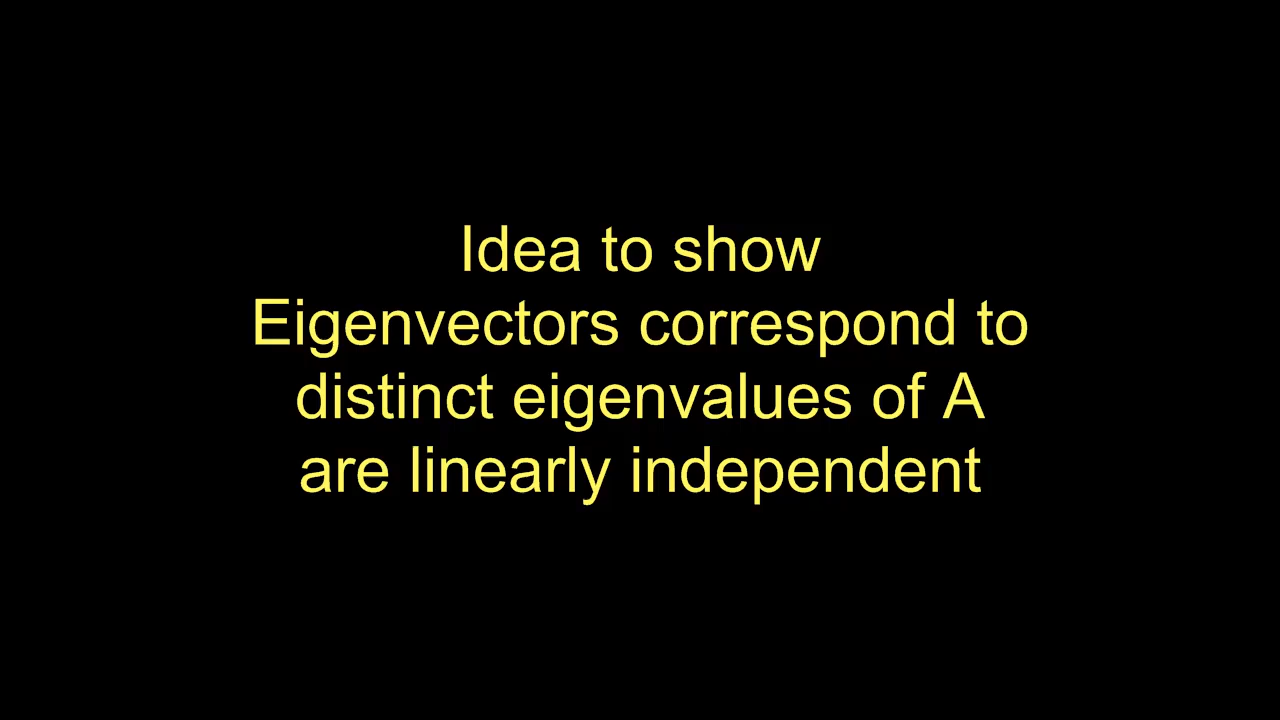 Idea to show
Eigenvectors correspond to
distinct eigenvalues of A
are linearly independent